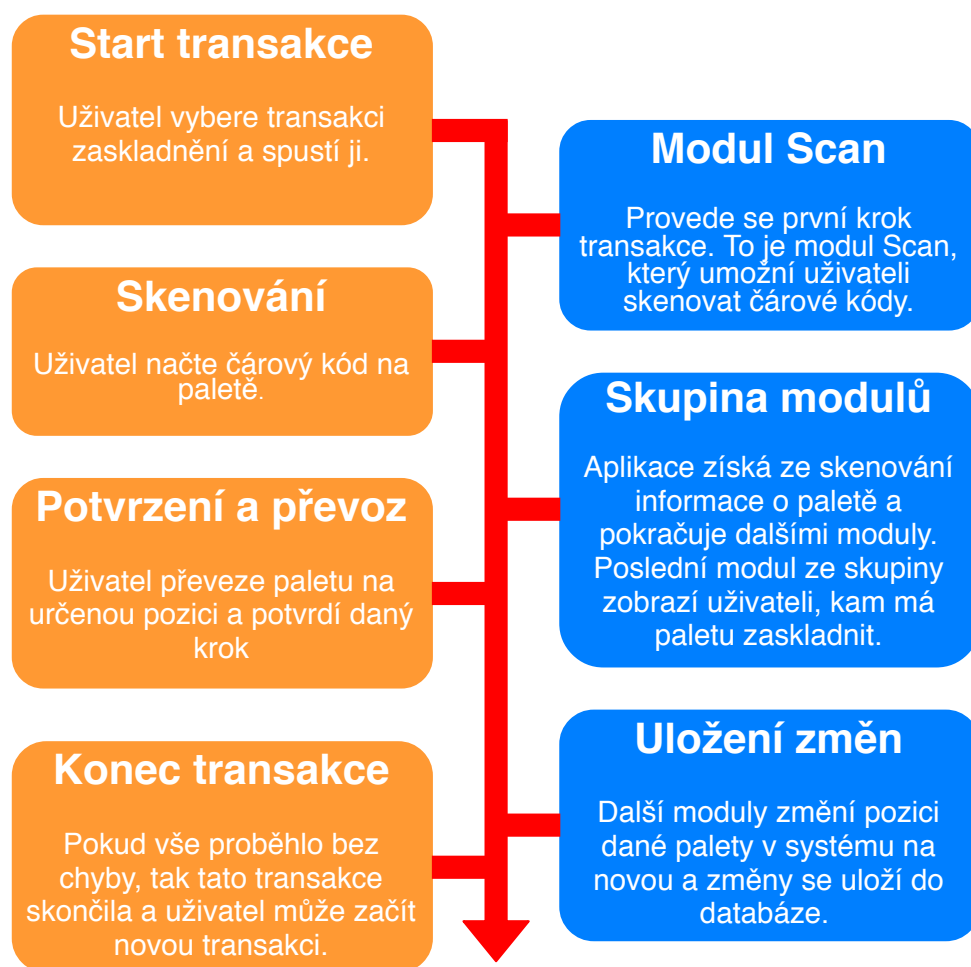 Start transakce
Uživatel vybere transakci
zaskladnění a spustí ji.
Modul Scan
Provede se první krok
transakce. To je modul Scan,
který umožní uživateli
skenovat čárové kódy.
Skenování
Uživatel načte čárový kód na
paletě.
Skupina modulů
Aplikace získá ze skenování
informace o paletě a
pokračuje dalšími moduly.
Poslední modul ze skupiny
zobrazí uživateli, kam má
paletu zaskladnit.
Potvrzení a převoz
Uživatel převeze paletu na
určenou pozici a potvrdí daný
krok
Uložení změn
Další moduly změní pozici
dané palety v systému na
novou a změny se uloží do
databáze.
Konec transakce
Pokud vše proběhlo bez
chyby, tak tato transakce
skončila a uživatel může začít
novou transakci.